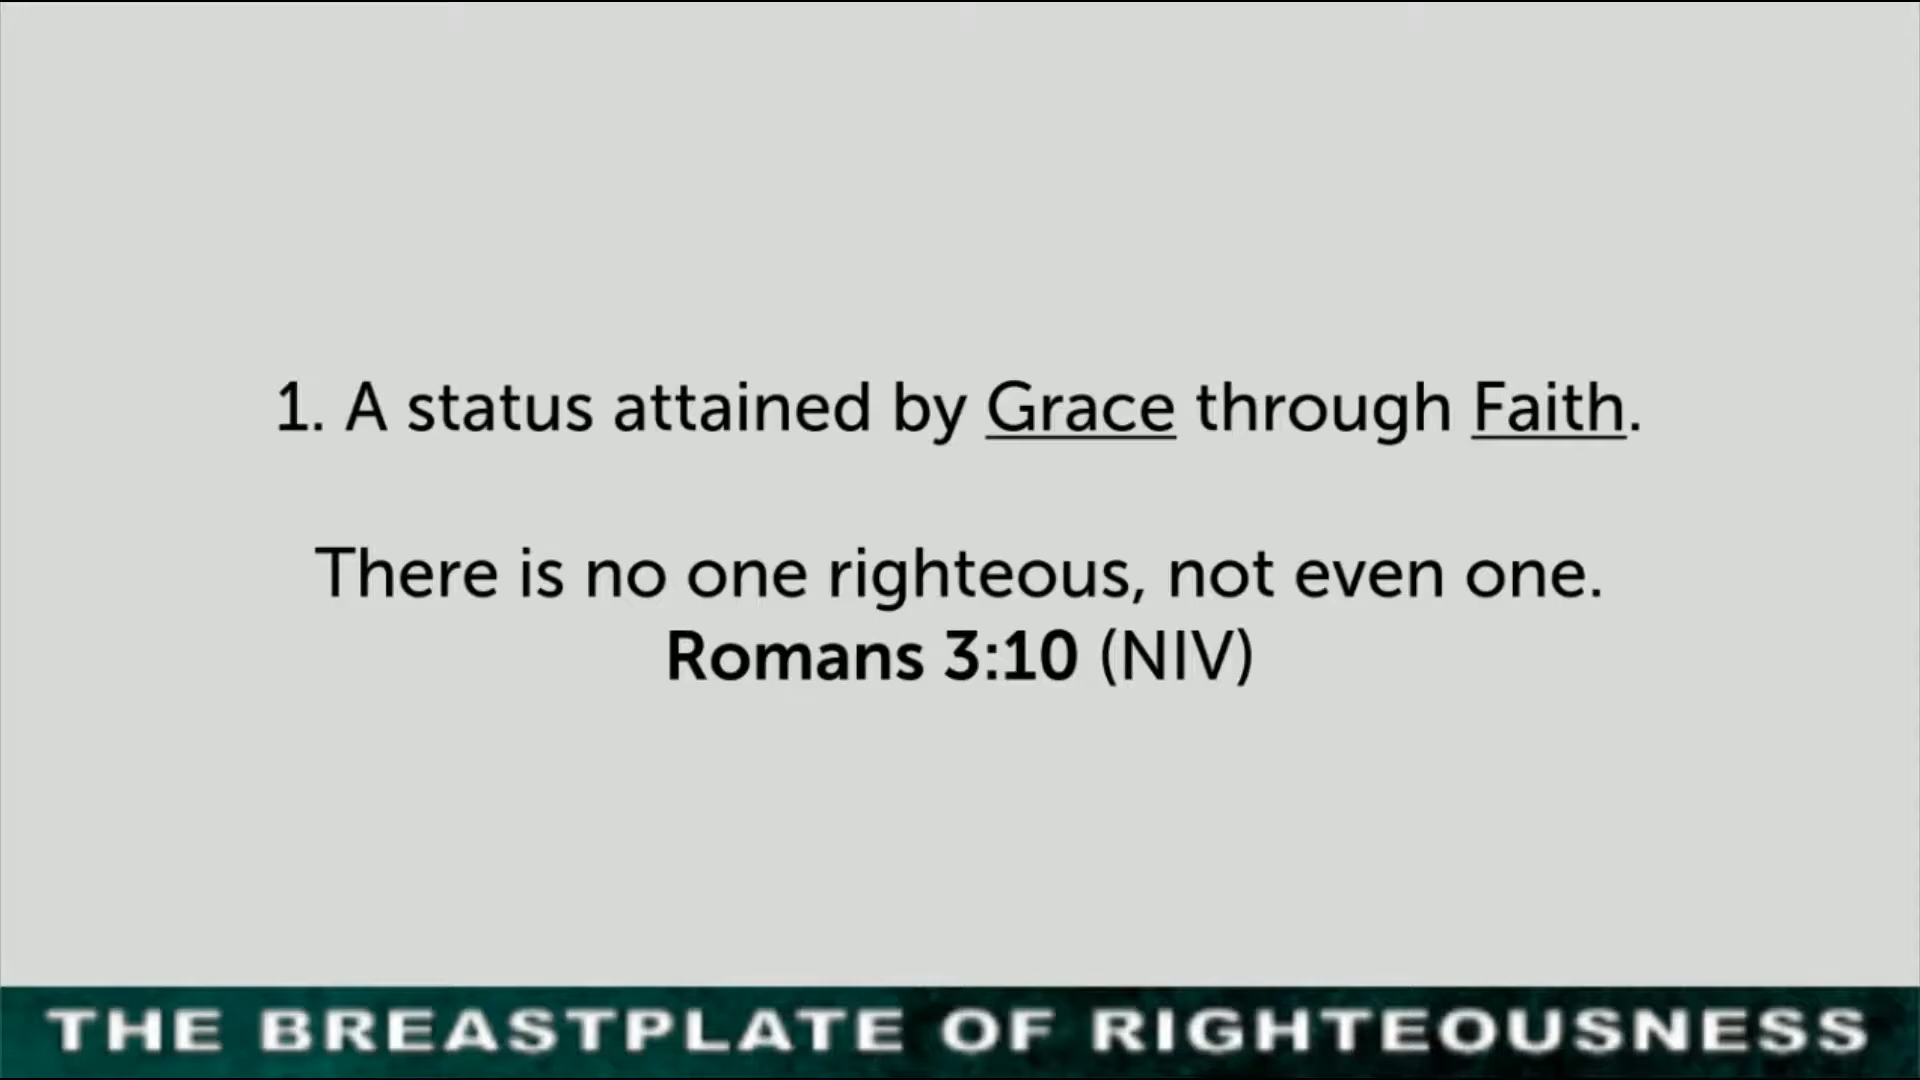 1. A status attained by Grace through Faith.
There is no one righteous, not even one.
Romans 3:10 (NIV)
THE BREASTPLATE OF RIGHTEOUSNESS